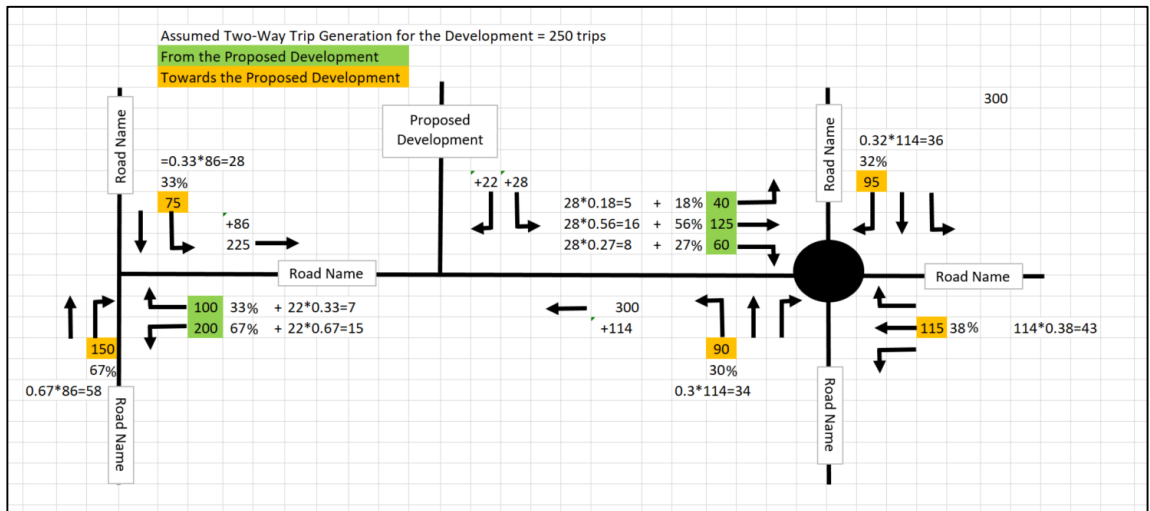 Assumed Two-Way Trip Generation for the Development = 250 trips
From the Proposed Development
Towards the Proposed Development
300
Road Name
Proposed
Development
Road Name
=0.33*86=28
33%
75
+86
225
+22 +28
28*0.18=5 + 18% 40
28*0.56=16 + 56% 125
28*0.27=8 + 27% 60
0.32*114=36
32%
95
Road Name
Road Name
100 33% + 22*0.33=7
200 67% + 22*0.67=15
150
67%
0.67*86=58
Road Name
300
+114
90
30%
0.3*114=34
115 38% 114*0.38=43
Road Name